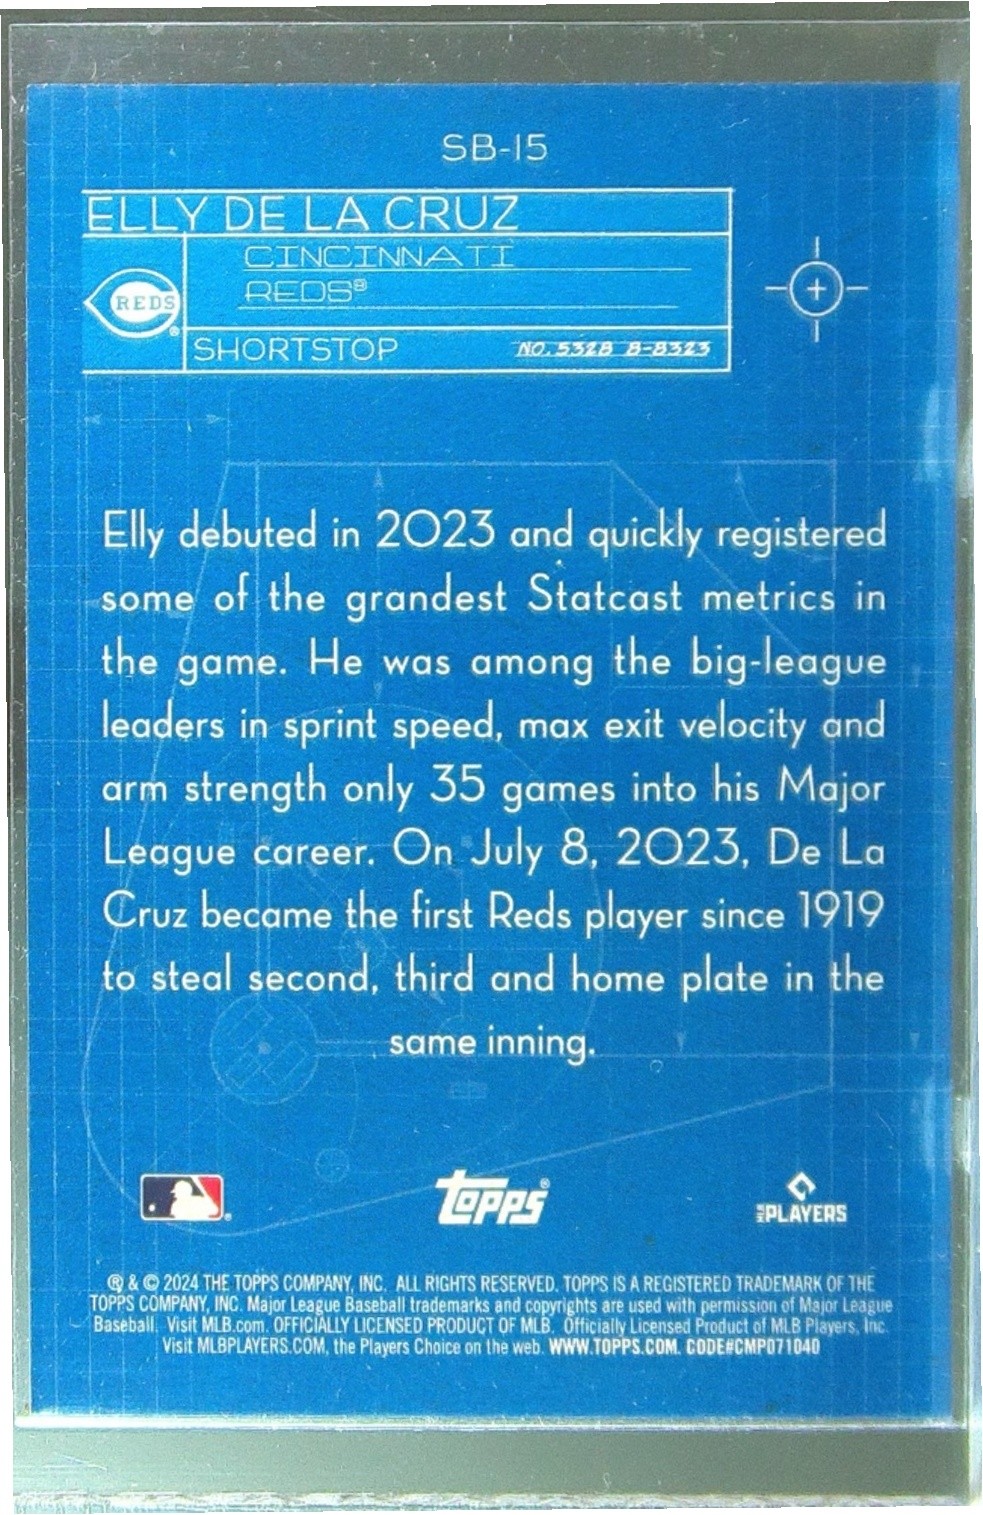 SB-15
ELLY DE LA CRUZ
CINCINNATI
REDS®
REDS®
SHORTSTOP NO. 532B B-8323
Elly debuted in 2023 and quickly registered
some of the grandest Statcast metrics in
the game. He was among the big-league
leaders in sprint speed, max exit velocity and
arm strength only 35 games into his Major
League career. On July 8, 2023, De La
Cruz became the first Reds player since 1919
to steal second, third and home plate in the
same inning.
TOPPS®
MLB PLAYERS
® & © 2024 THE TOPPS COMPANY, INC. ALL RIGHTS RESERVED. TOPPS IS A REGISTERED TRADEMARK OF THE
TOPPS COMPANY, INC. Major League Baseball trademarks and copyrights are used with permission of Major League
Baseball. Visit MLB.com. OFFICIALLY LICENSED PRODUCT OF MLB. Officially Licensed Product of MLB Players, Inc.
Visit MLBPLAYERS.COM, the Players Choice on the web. WWW.TOPPS.COM. CODE#CMP071040